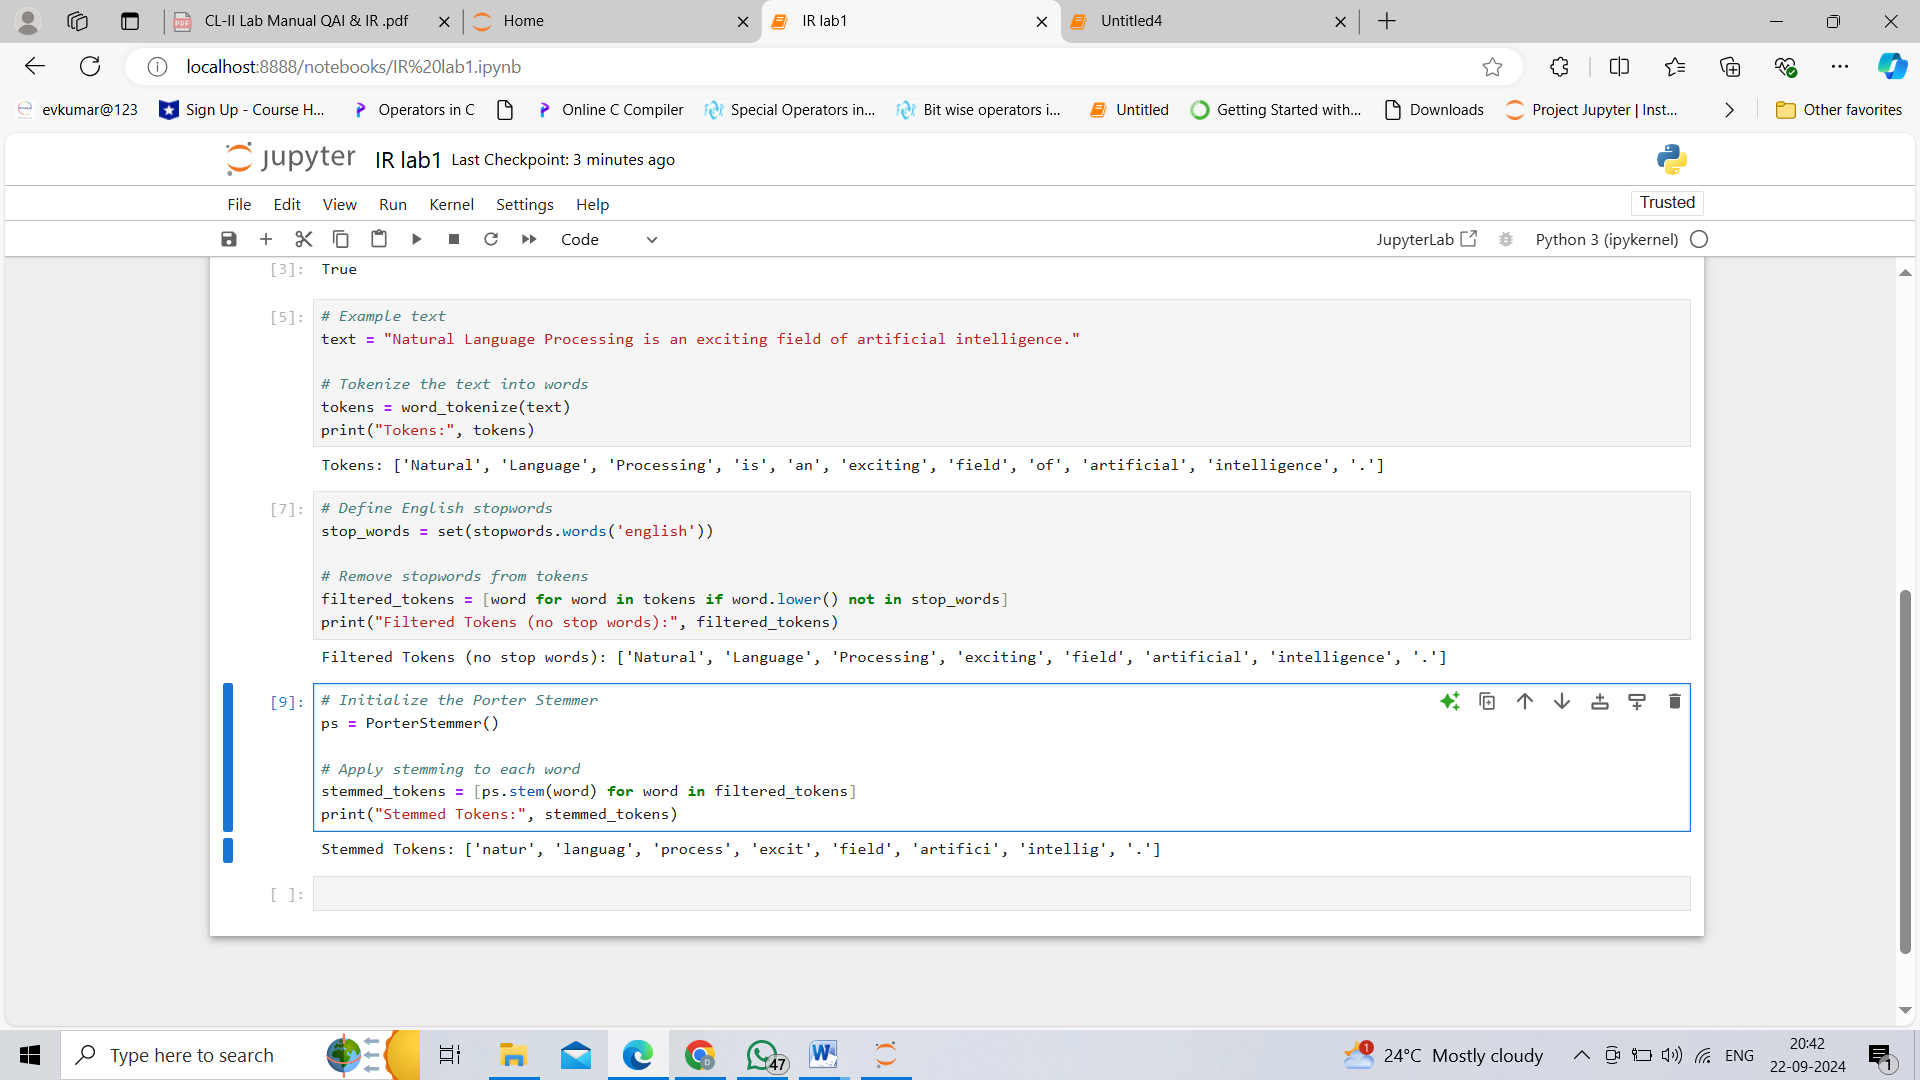 CL-II Lab Manual QAI & IR .pdf
Home
IR lab1
Untitled4
localhost:8888/notebooks/IR%20lab1.ipynb
evkumar@123 Sign Up - Course H... Operators in C Online C Compiler Special Operators in... Bit wise operators i... Untitled Getting Started with... Downloads Project Jupyter | Inst... Other favorites
jupyter IR lab1 Last Checkpoint: 3 minutes ago
File Edit View Run Kernel Settings Help Trusted
Code JupyterLab Python 3 (ipykernel)
[3]: True
[5]: # Example text
text = "Natural Language Processing is an exciting field of artificial intelligence."
# Tokenize the text into words
tokens = word_tokenize(text)
print("Tokens:", tokens)
Tokens: ['Natural', 'Language', 'Processing', 'is', 'an', 'exciting', 'field', 'of', 'artificial', 'intelligence', '.']
[7]: # Define English stopwords
stop_words = set(stopwords.words('english'))
# Remove stopwords from tokens
filtered_tokens = [word for word in tokens if word.lower() not in stop_words]
print("Filtered Tokens (no stop words):", filtered_tokens)
Filtered Tokens (no stop words): ['Natural', 'Language', 'Processing', 'exciting', 'field', 'artificial', 'intelligence', '.']
[9]: # Initialize the Porter Stemmer
ps = PorterStemmer()
# Apply stemming to each word
stemmed_tokens = [ps.stem(word) for word in filtered_tokens]
print("Stemmed Tokens:", stemmed_tokens)
Stemmed Tokens: ['natur', 'languag', 'process', 'excit', 'field', 'artifici', 'intellig', '.']
[ ]:
Type here to search
47
1
24°C Mostly cloudy
ENG
20:42
22-09-2024
1